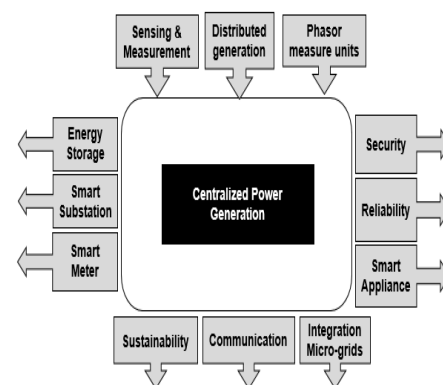 Sensing &
Measurement
Distributed
generation
Phasor
measure units
Energy
Storage
Smart
Substation
Smart
Meter
Centralized Power
Generation
Security
Reliability
Smart
Appliance
Sustainability
Communication
Integration
Micro-grids